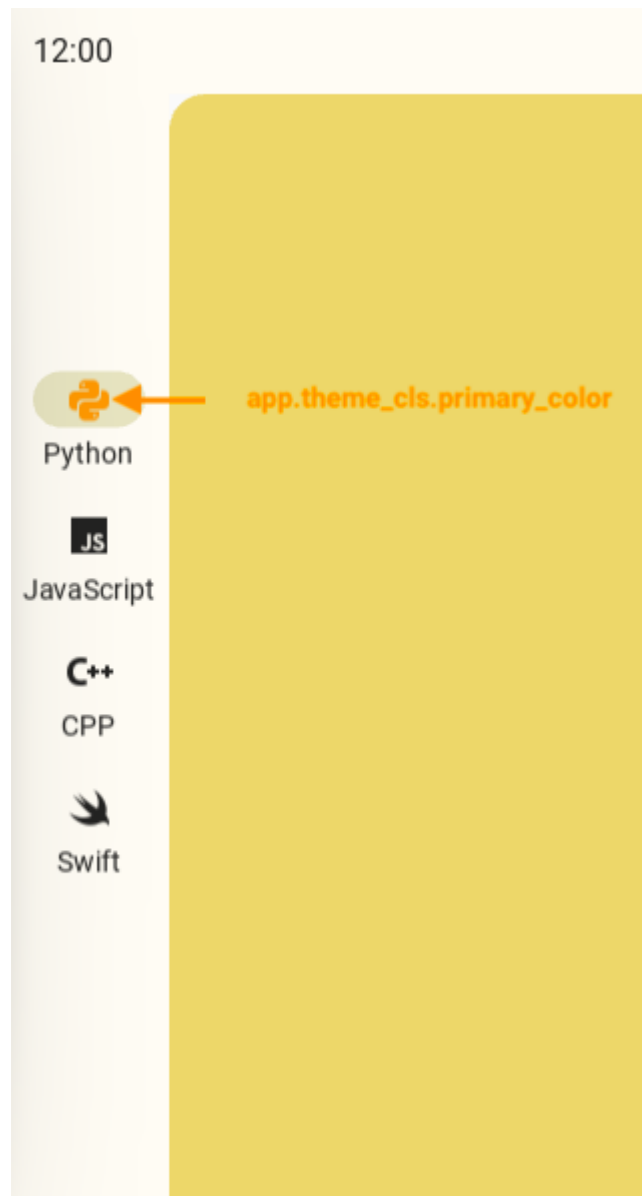 12:00
app.theme_cls.primary_color
Python
JS
JavaScript
C++
CPP
Swift